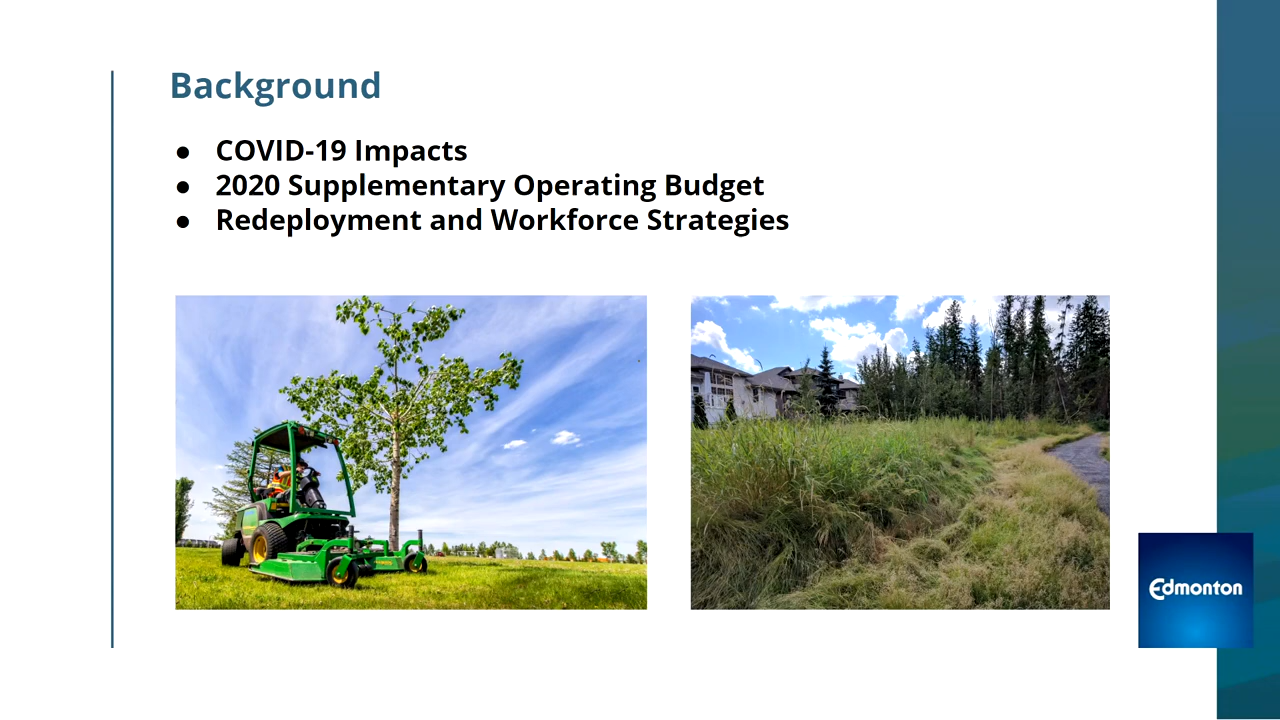 Background
● COVID-19 Impacts
● 2020 Supplementary Operating Budget
● Redeployment and Workforce Strategies
Edmonton